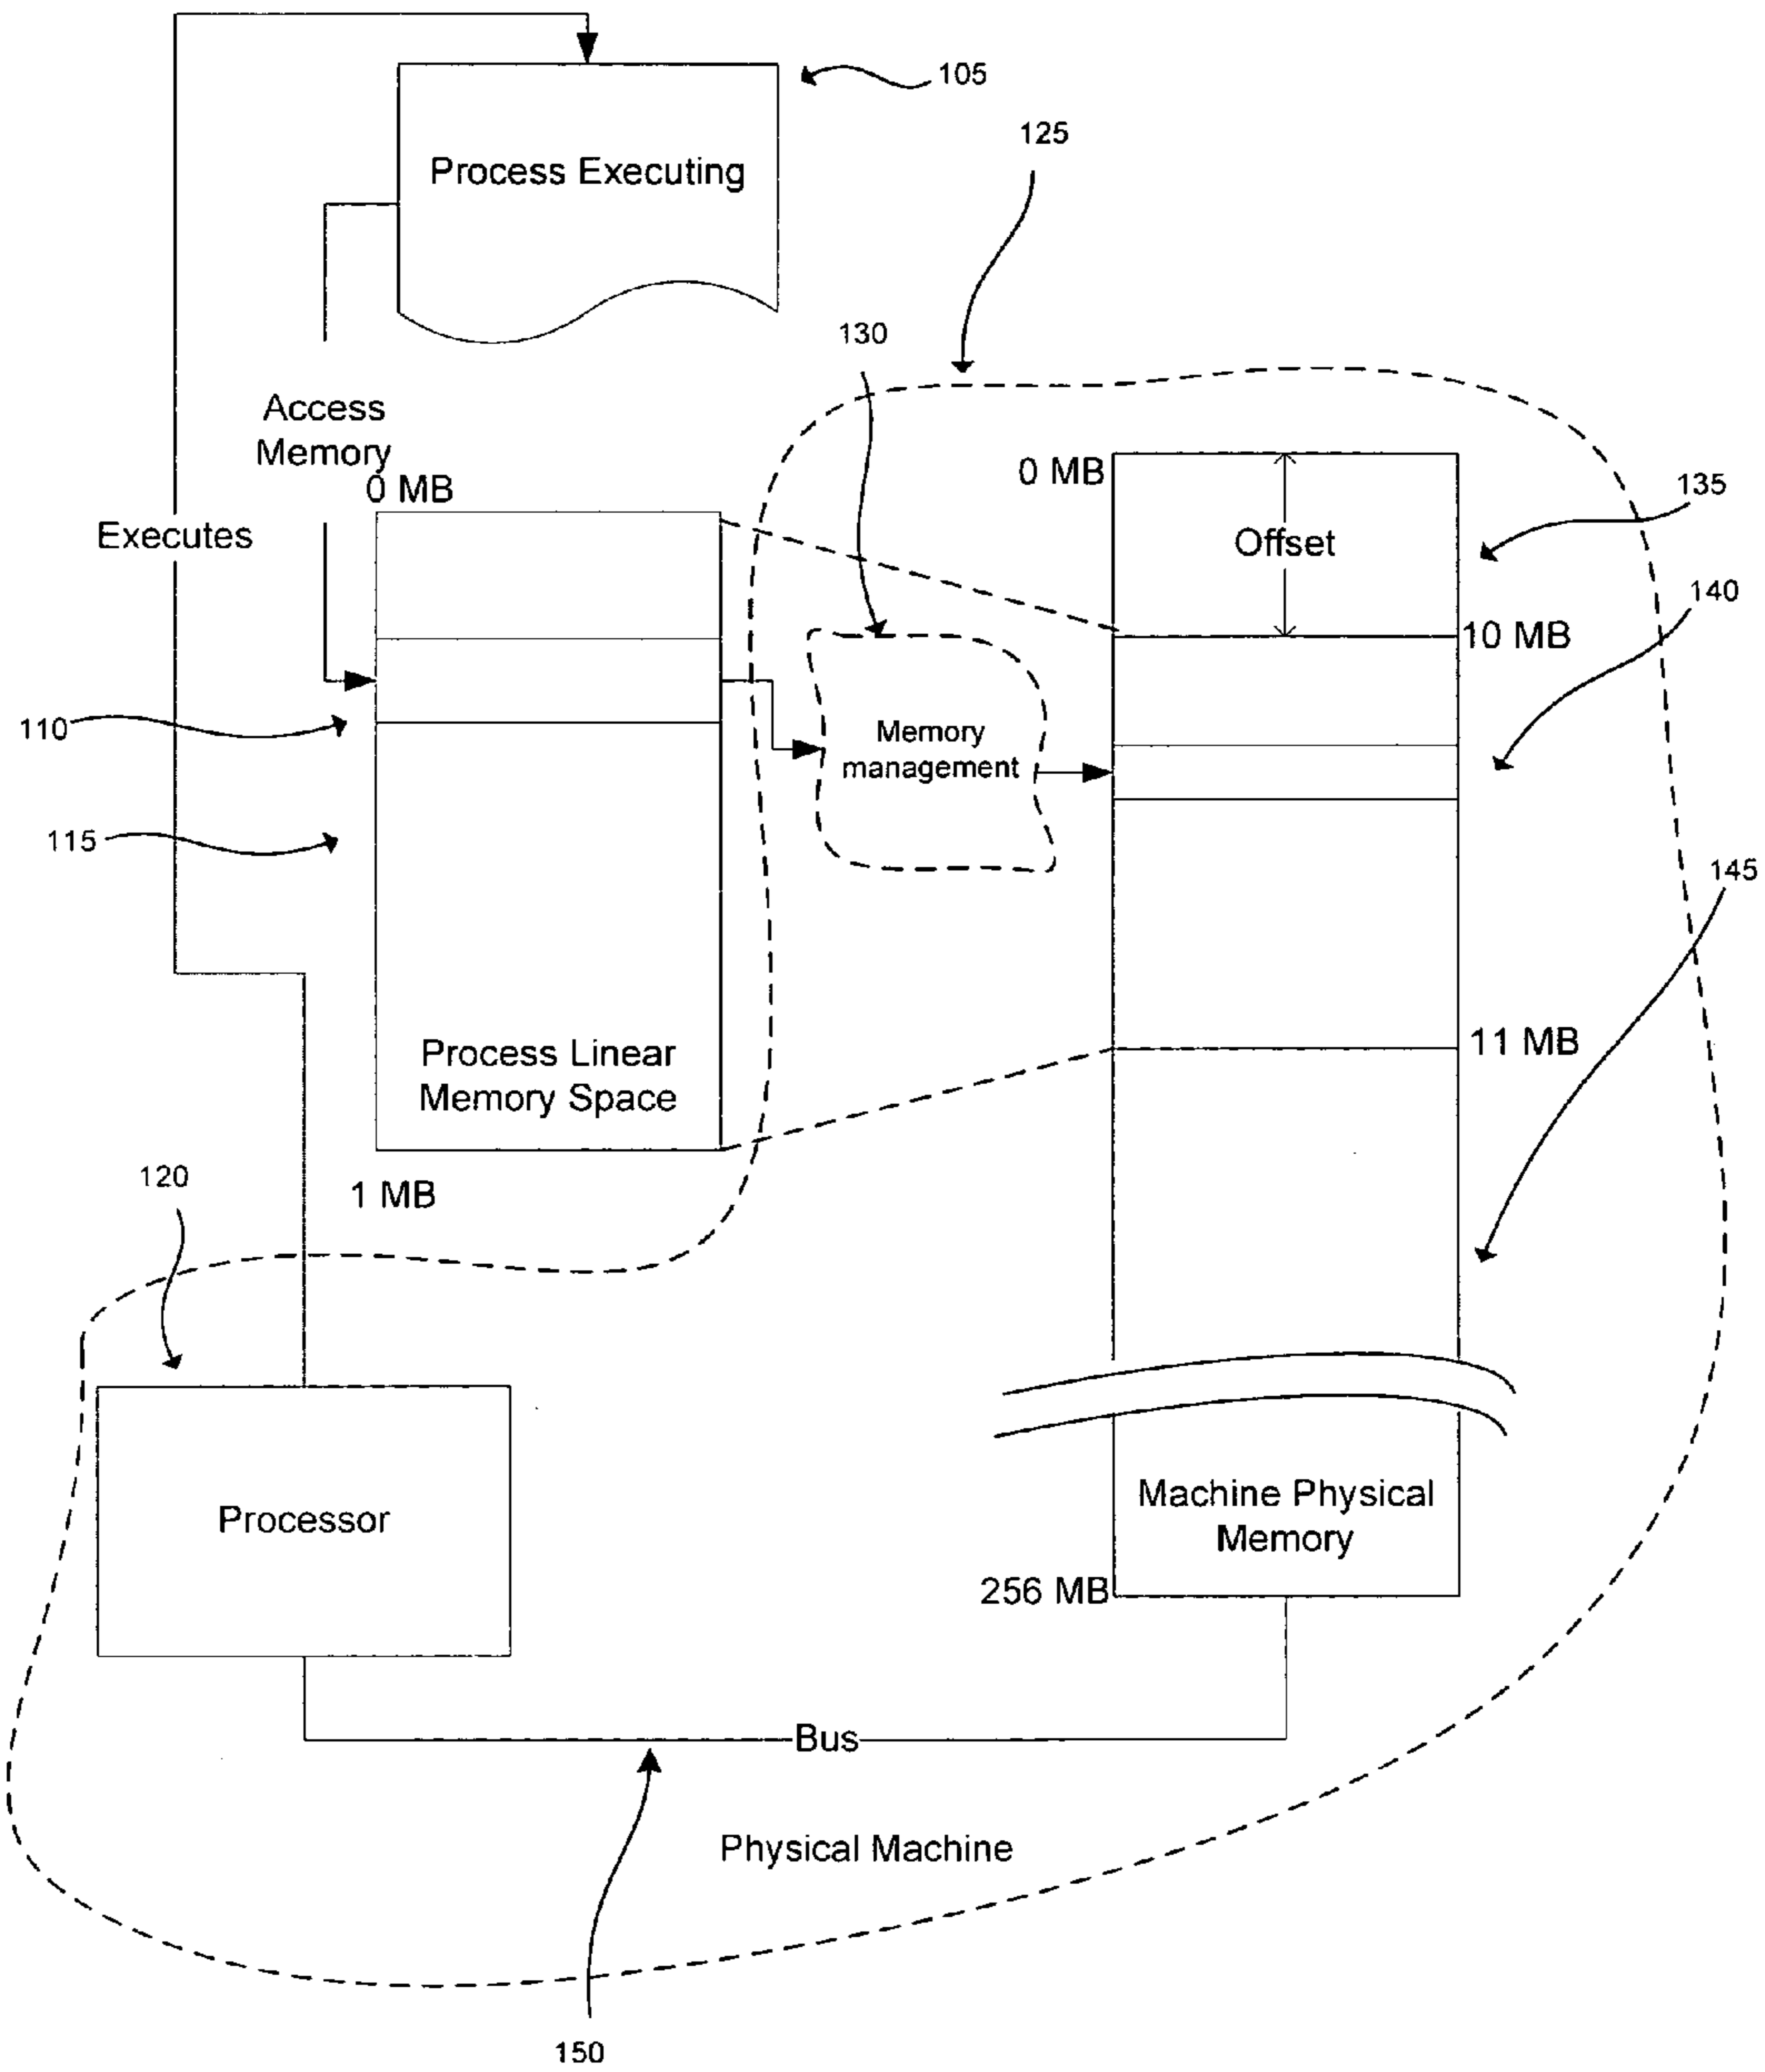 105
125
Process Executing
130
Access
Memory
0 MB
0 MB
135
Executes
Offset
140
10 MB
110
Memory
management
115
145
11 MB
Process Linear
Memory Space
120
1 MB
Machine Physical
Memory
Processor
256 MB
Bus
Physical Machine
150